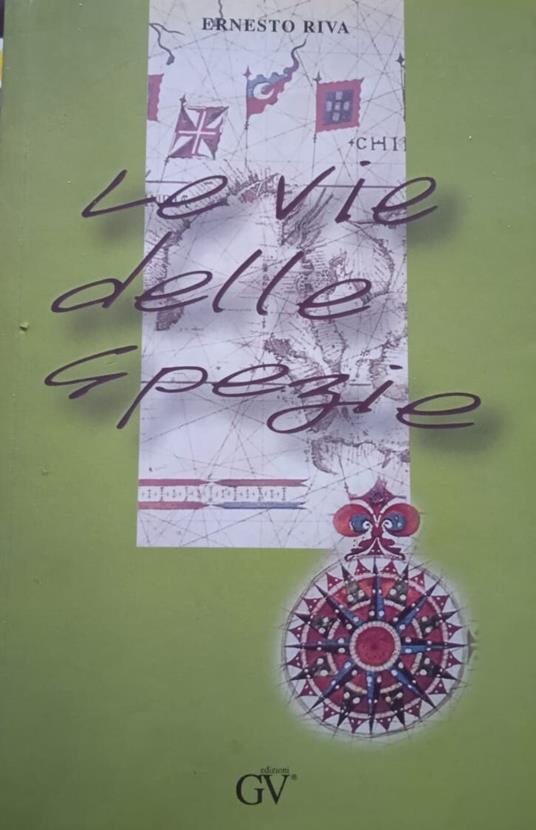 ERNESTO RIVA
CHI
Le vie
delle
spezie
edizioni
GV®